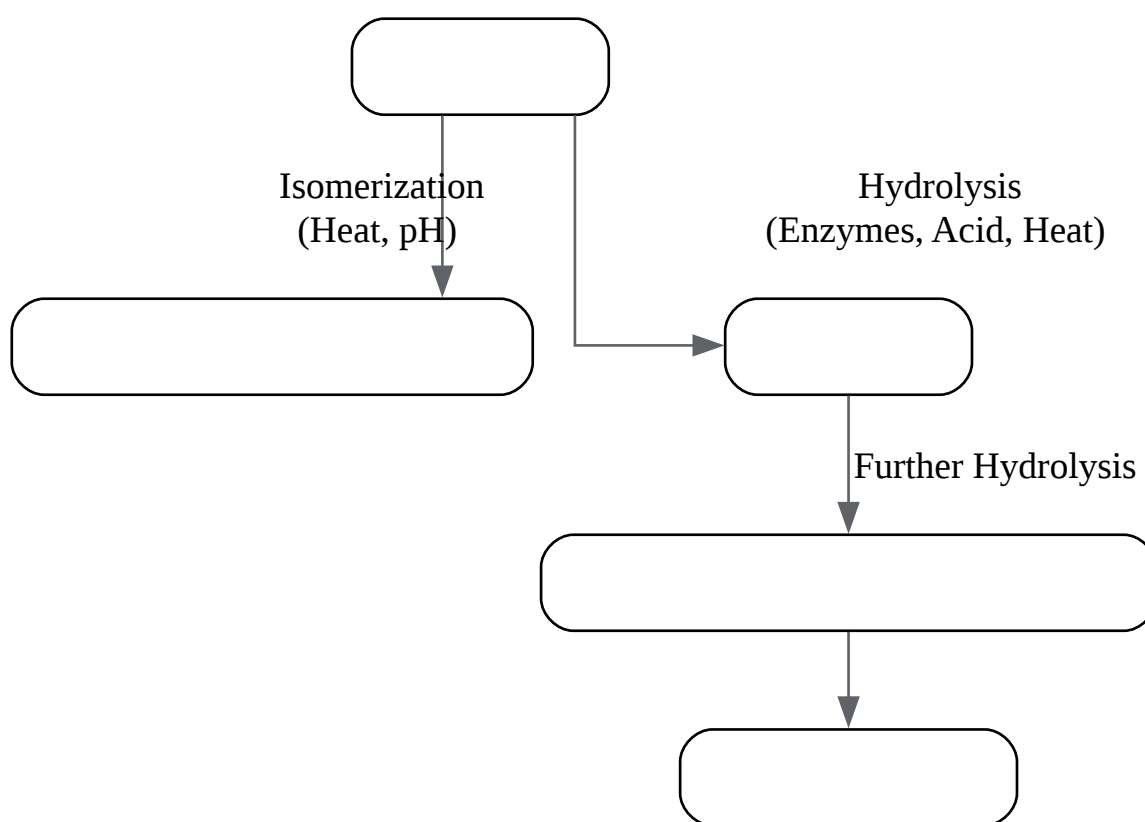 Isomerization
(Heat, pH)
Hydrolysis
(Enzymes, Acid, Heat)
Further Hydrolysis